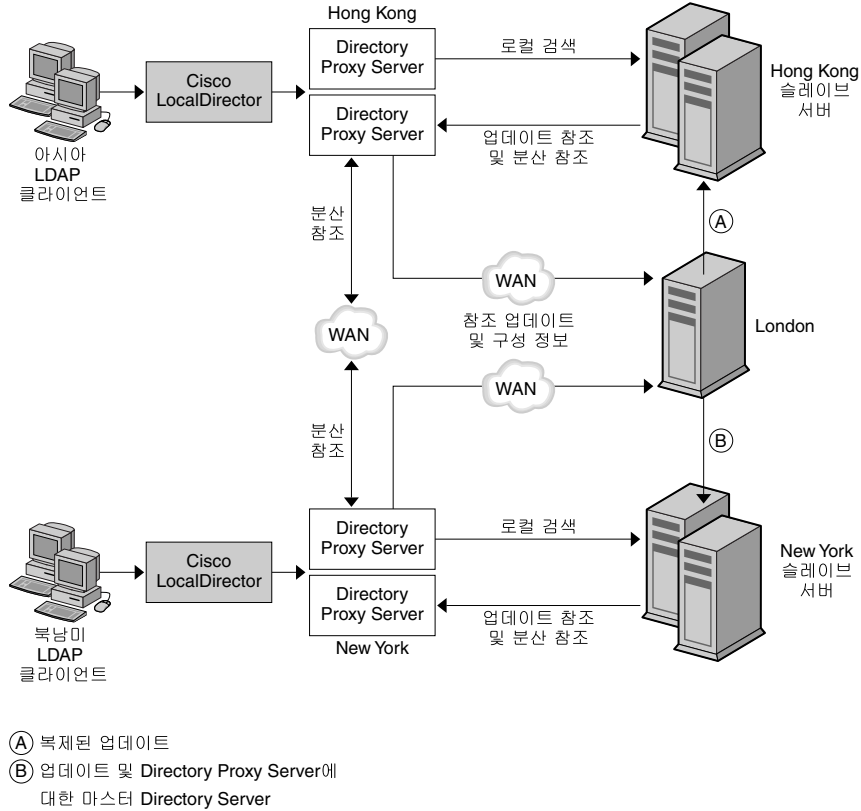 Hong Kong
Directory
Proxy Server
로컬 검색
Cisco
LocalDirector
Directory
Proxy Server
업데이트 참조
및 분산 참조
Hong Kong
슬레이브
서버
아시아
LDAP
클라이언트
분산
참조
A
WAN
참조 업데이트
및 구성 정보
WAN
London
WAN
분산
참조
B
Directory
Proxy Server
로컬 검색
Cisco
LocalDirector
Directory
Proxy Server
업데이트 참조
및 분산 참조
New York
New York
슬레이브
서버
북남미
LDAP
클라이언트
A 복제된 업데이트
B 업데이트 및 Directory Proxy Server에
대한 마스터 Directory Server